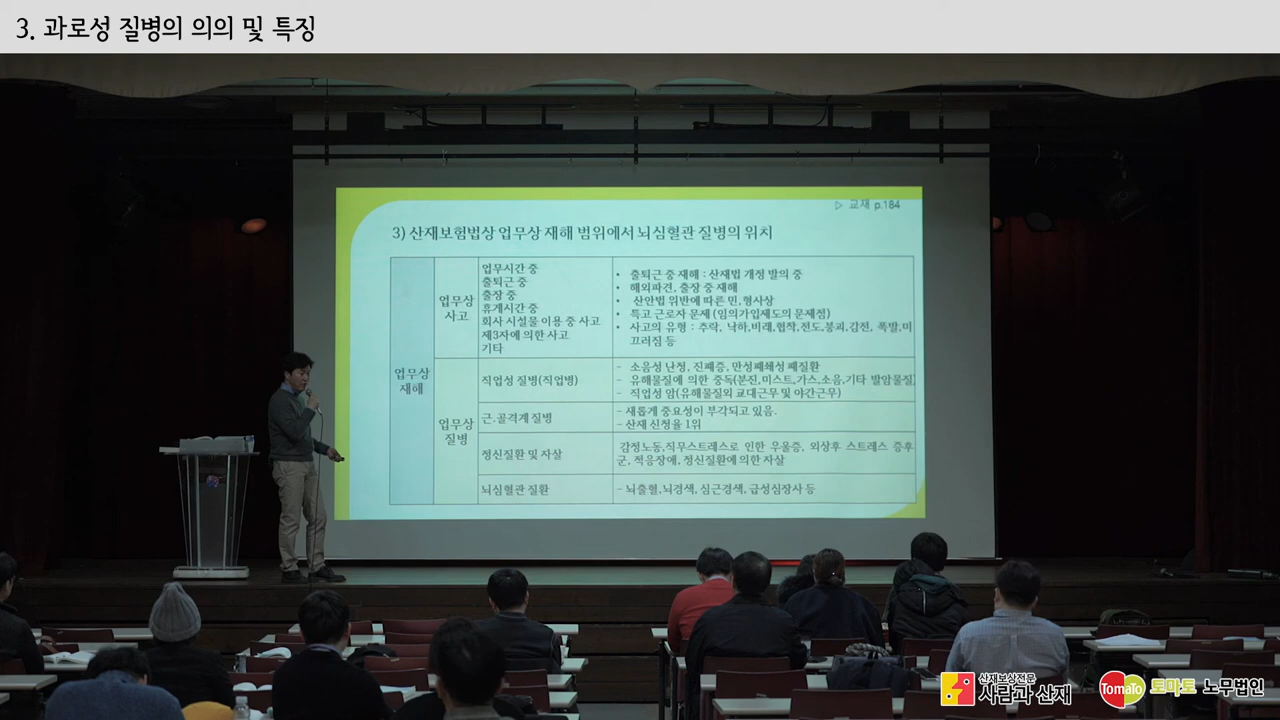 3. 과로성 질병의 의의 및 특징
▷ 교재 p.184
3) 산재보험법상 업무상 재해 범위에서 뇌심혈관 질병의 위치
업무상
재해
업무상
사고
업무시간 중
출퇴근 중
출장 중
휴게시간 중
회사 시설물 이용 중 사고
제3자에 의한 사고
기타
• 출퇴근 중 재해 : 산재법 개정 발의 중
• 해외파견, 출장 중 재해
• 산안법 위반에 따른 민,형사상
• 특고 근로자 문제 (임의가입제도의 문제점)
• 사고의 유형 : 추락, 낙하,비래,협착,전도,붕괴,감전, 폭발,미
끄러짐 등
업무상
질병
직업성 질병(직업병)
- 소음성 난청, 진폐증, 만성폐쇄성 폐질환
- 유해물질에 의한 중독(분진,미스트,가스,소음,기타 발암물질)
- 직업성 암(유해물질외 교대근무 및 야간근무)
근.골격계 질병
- 새롭게 중요성이 부각되고 있음.
- 산재 신청율 1위
정신질환 및 자살
감정노동,직무스트레스로 인한 우울증, 외상후 스트레스 증후
군, 적응장애, 정신질환에 의한 자살
뇌심혈관 질환
- 뇌출혈,뇌경색, 심근경색, 급성심장사 등
산재보상전문
사람과 산재
ToMaTo 토마토 노무법인